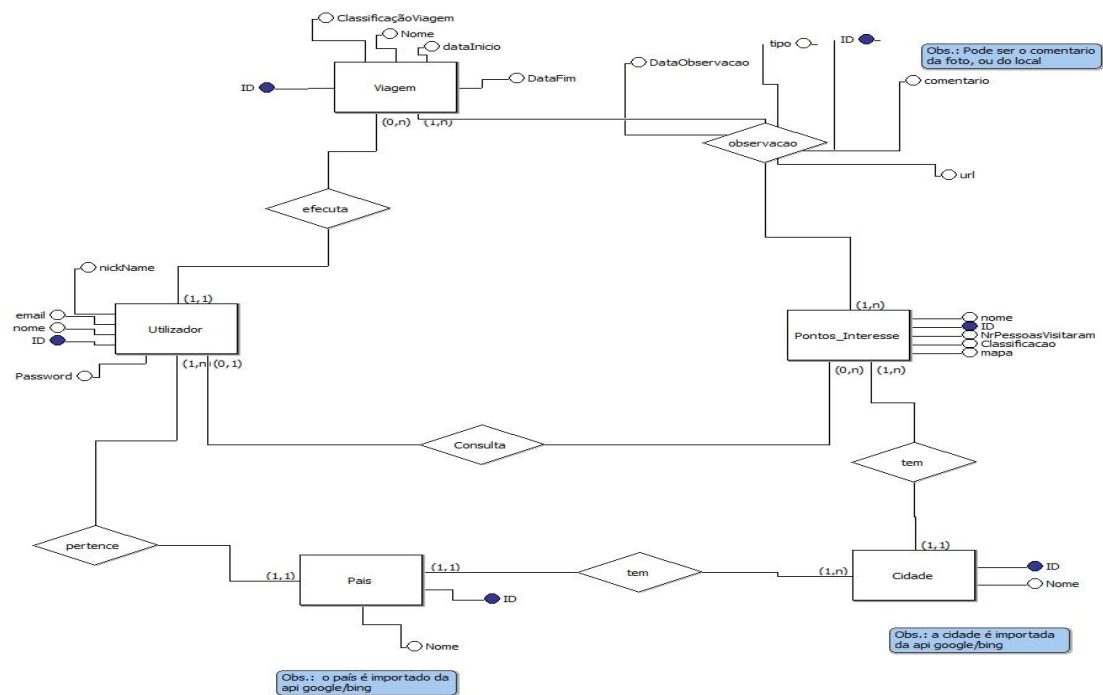 ClassificaçãoViagem
Nome
dataInicio
ID
Viagem
DataFim
(0,n)
(1,n)
tipo
ID
Obs.: Pode ser o comentario
da foto, ou do local
DataObservacao
comentario
observacao
url
efecuta
nickName
(1,1)
email
nome
ID
Utilizador
Password
(1,n)
(0,1)
(1,n)
Pontos_Interesse
nome
ID
NrPessoasVisitaram
Classificacao
mapa
(0,n)
(1,n)
Consulta
tem
pertence
(1,1)
(1,1)
Pais
(1,1)
tem
(1,n)
Cidade
ID
Nome
ID
Nome
Obs.: a cidade é importada
da api google/bing
Obs.: o país é importado da
api google/bing